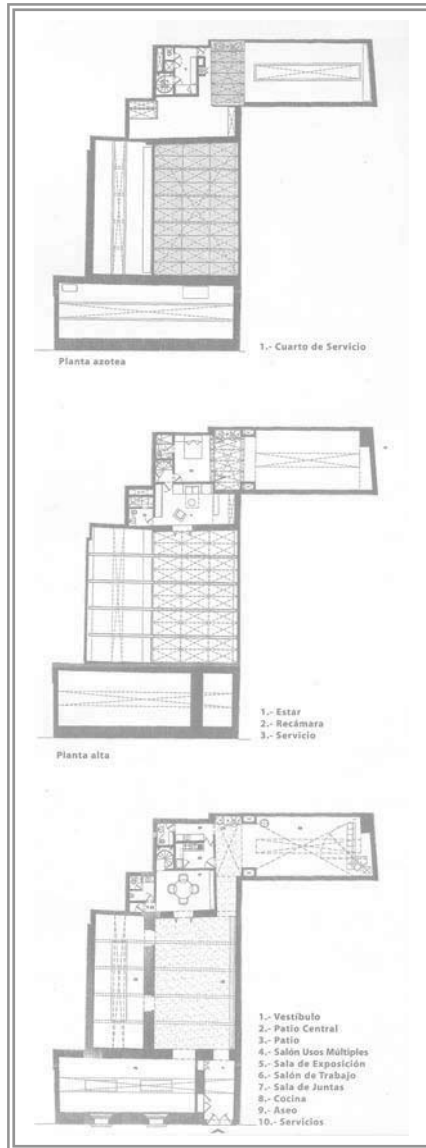 1.- Cuarto de Servicio
Planta azotea
1.- Estar
2.- Recámara
3.- Servicio
Planta alta
1.- Vestíbulo
2.- Patio Central
3.- Patio
4.- Salón Usos Múltiples
5.- Sala de Exposición
6.- Salón de Trabajo
7.- Sala de Juntas
8.- Cocina
9.- Aseo
10.- Servicios